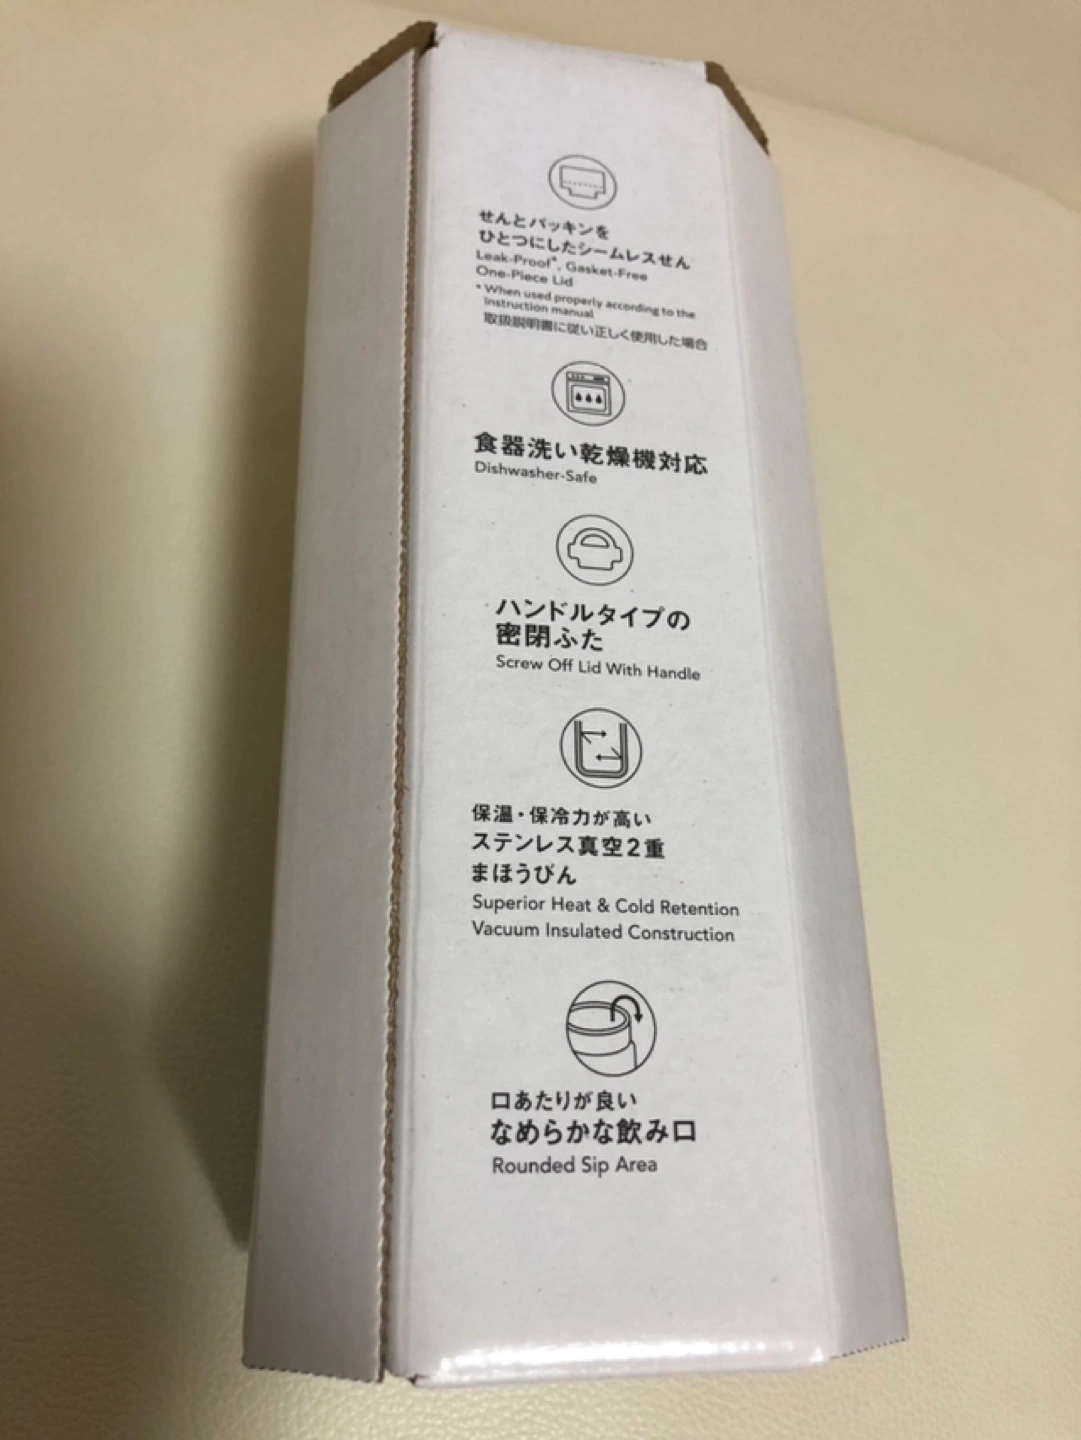 せんとパッキンを
ひとつにしたシームレスせん
Leak-Proof*, Gasket-Free
One-Piece Lid
* When used properly according to the
instruction manual
取扱説明書に従い正しく使用した場合
食器洗い乾燥機対応
Dishwasher-Safe
ハンドルタイプの
密閉ふた
Screw Off Lid With Handle
保温・保冷力が高い
ステンレス真空2重
まほうびん
Superior Heat & Cold Retention
Vacuum Insulated Construction
口あたりが良い
なめらかな飲み口
Rounded Sip Area